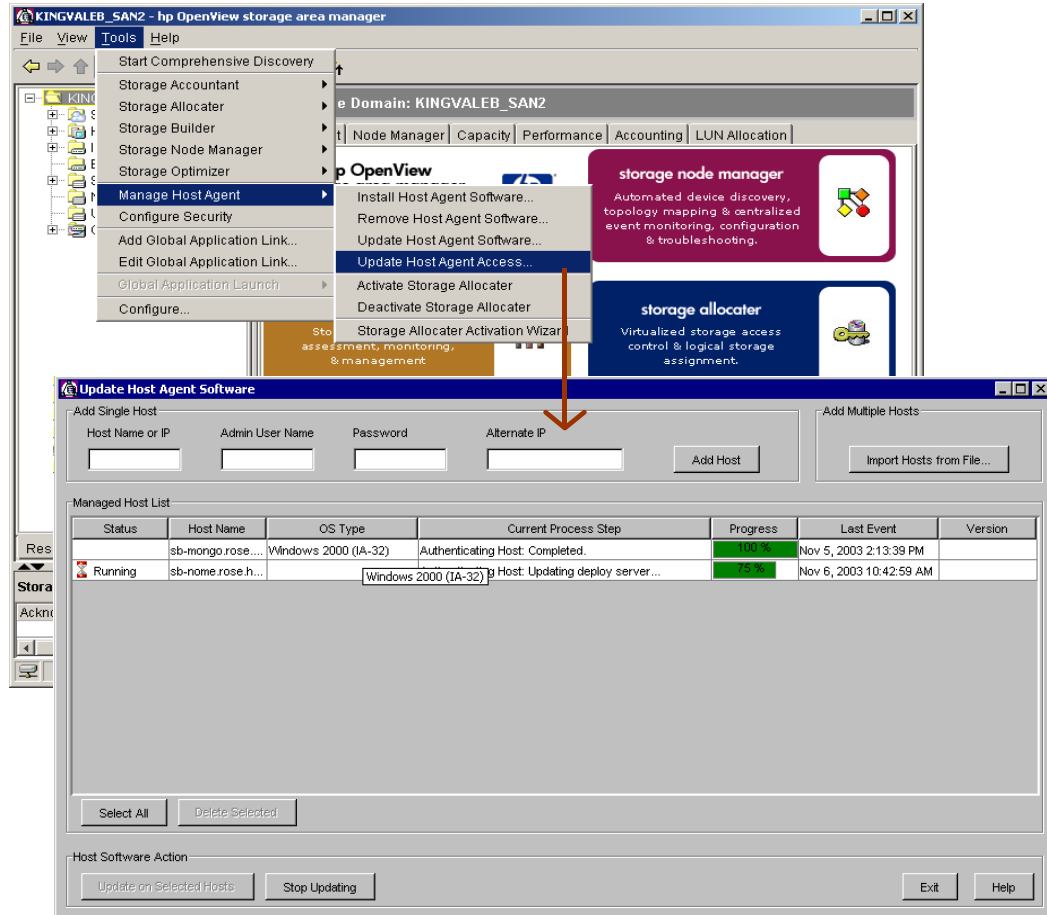 KINGVALEB_SAN2 - hp OpenView storage area manager
File View Tools Help
Start Comprehensive Discovery
Storage Accountant
Storage Allocater
Storage Builder
Storage Node Manager
Storage Optimizer
Manage Host Agent
Configure Security
Add Global Application Link...
Edit Global Application Link...
Global Application Launch
Configure...
Install Host Agent Software...
Remove Host Agent Software...
Update Host Agent Software...
Update Host Agent Access...
Activate Storage Allocater
Deactivate Storage Allocater
Storage Allocater Activation Wizard
e Domain: KINGVALEB_SAN2
t Node Manager Capacity Performance Accounting LUN Allocation
p OpenView
storage node manager
Automated device discovery,
topology mapping & centralized
event monitoring, configuration
& troubleshooting.
storage allocater
Virtualized storage access
control & logical storage
assignment.
Sto
assessment, monitoring,
& management
Res
Stora
Ackno
Update Host Agent Software
Add Single Host
Host Name or IP Admin User Name Password Alternate IP
Add Host
Add Multiple Hosts
Import Hosts from File...
Managed Host List
Status Host Name OS Type Current Process Step Progress Last Event Version
sb-mongo.rose.... Windows 2000 (IA-32) Authenticating Host: Completed. 100 % Nov 5, 2003 2:13:39 PM
Running sb-nome.rose.h... g Host: Updating deploy server... 75 % Nov 6, 2003 10:42:59 AM
Windows 2000 (IA-32)
Select All Delete Selected
Host Software Action
Update on Selected Hosts Stop Updating Exit Help